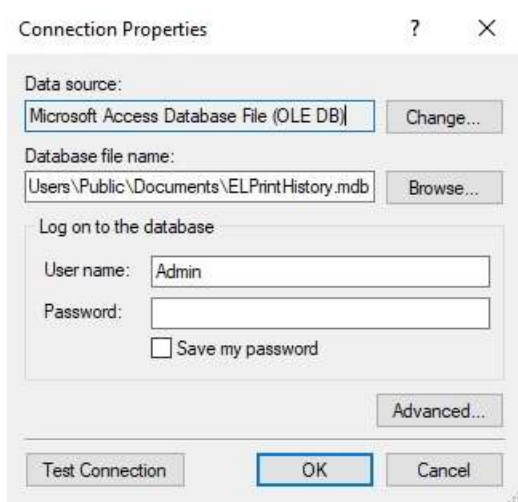 Connection Properties ? ×
Data source:
Microsoft Access Database File (OLE DB) Change...
Database file name:
Users\Public\Documents\ELPrintHistory.mdb Browse...
Log on to the database
User name: Admin
Password:
Save my password
Advanced...
Test Connection OK Cancel